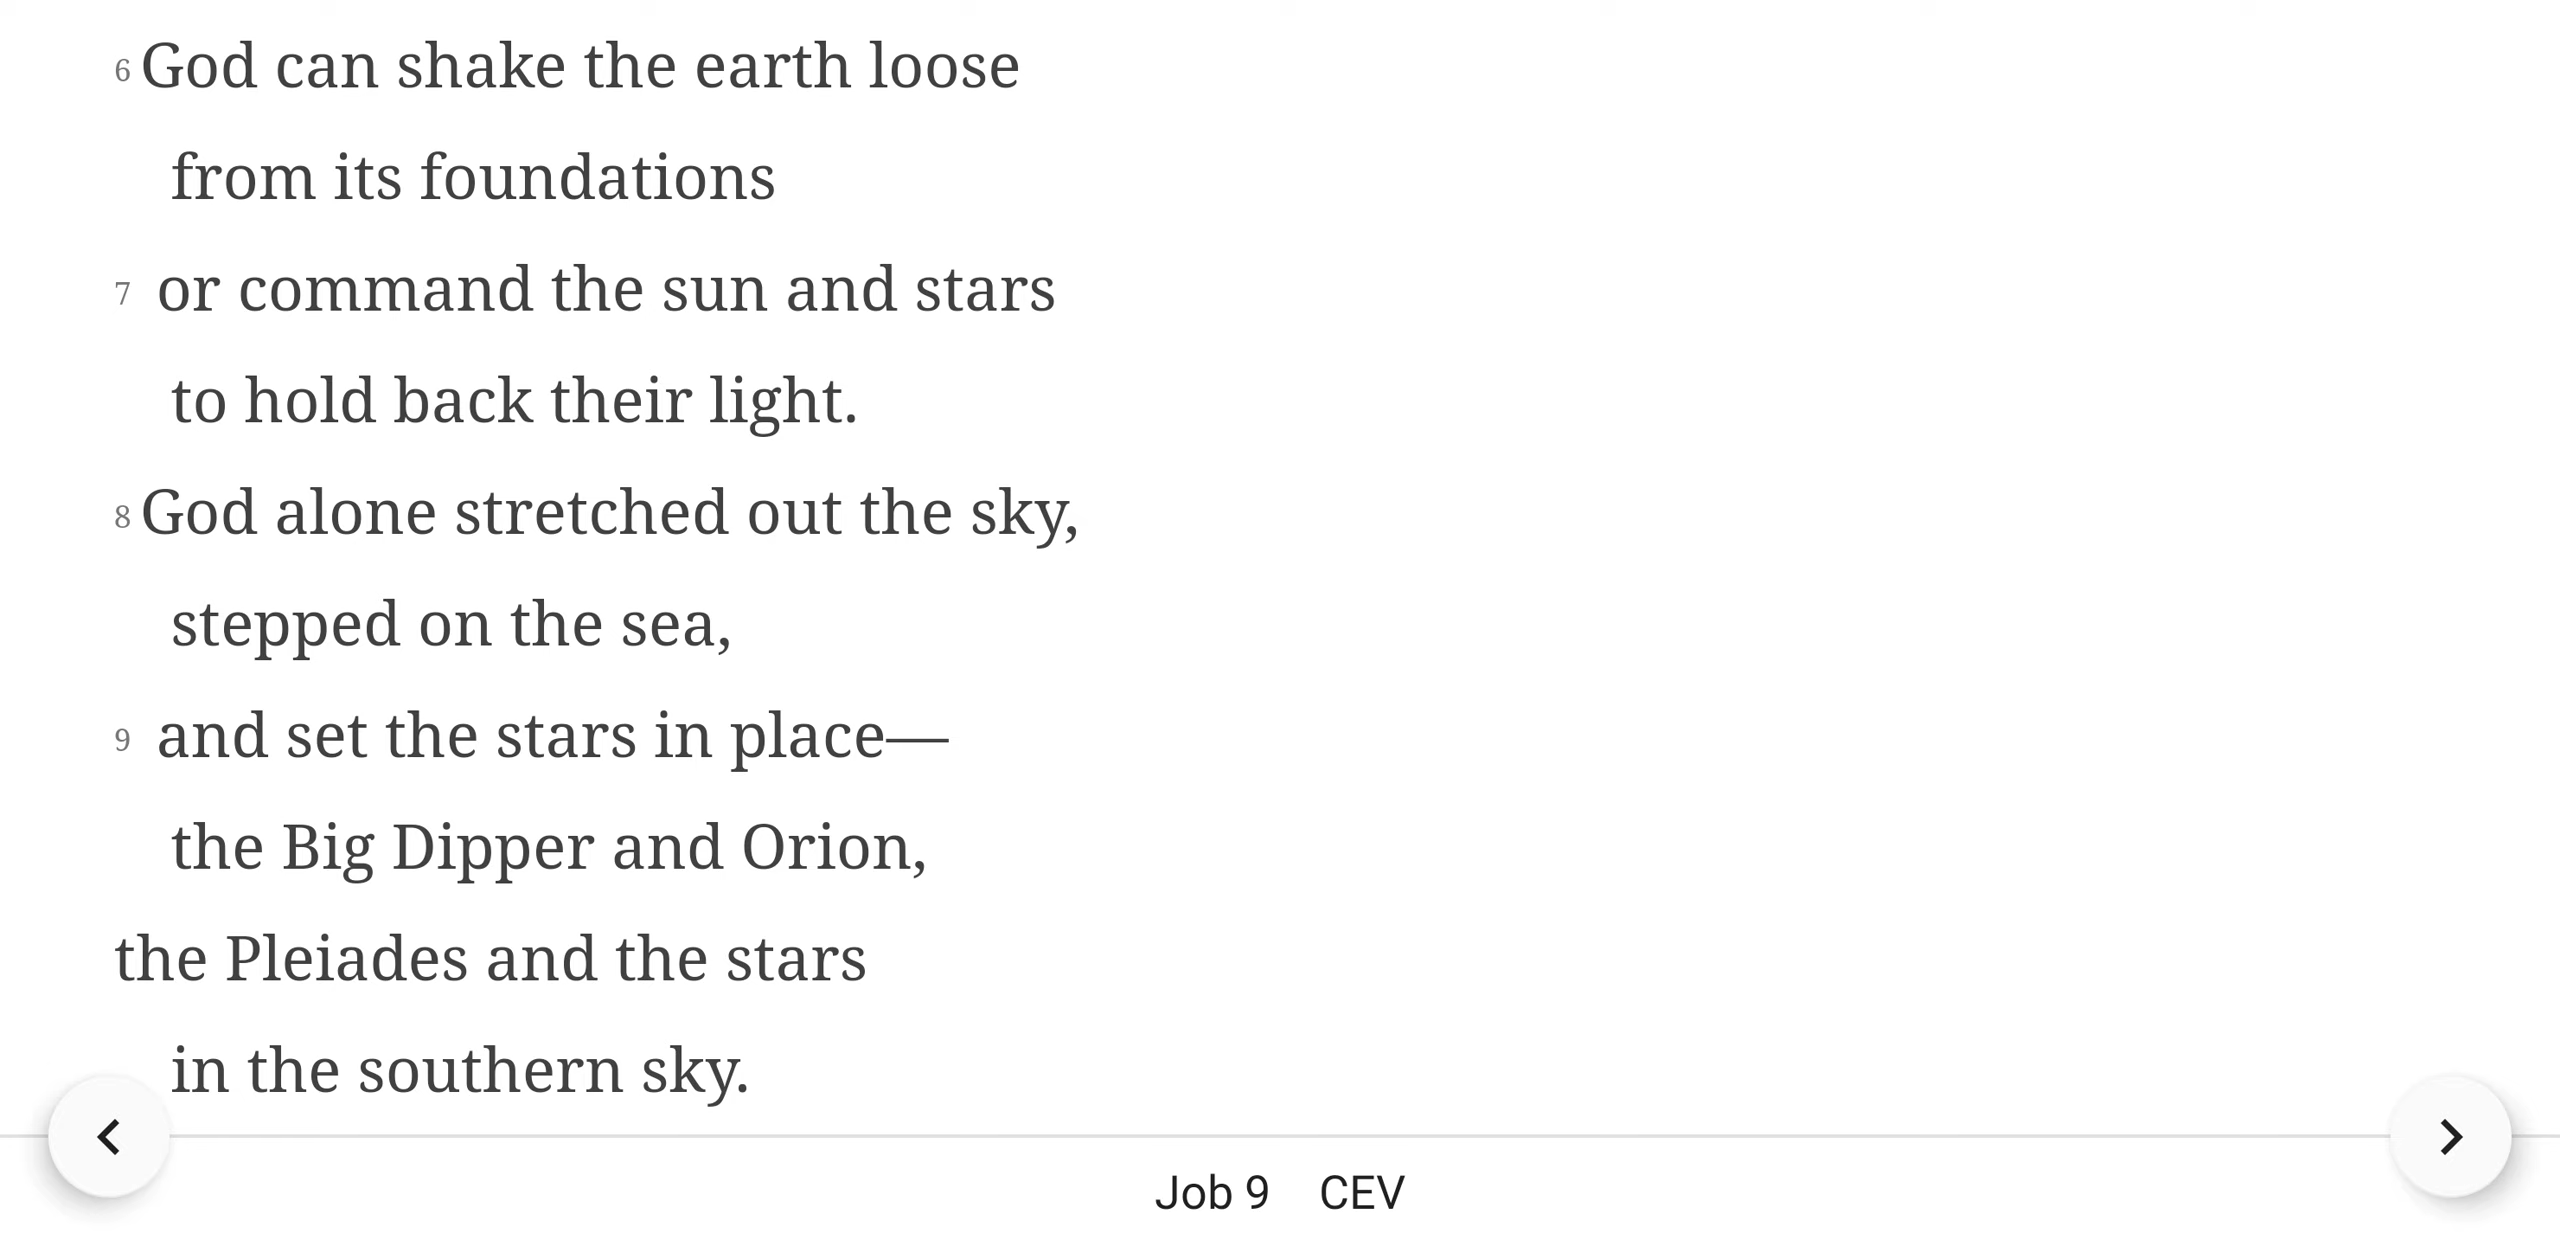 6 God can shake the earth loose
from its foundations
7 or command the sun and stars
to hold back their light.
8 God alone stretched out the sky,
stepped on the sea,
9 and set the stars in place—
the Big Dipper and Orion,
the Pleiades and the stars
in the southern sky.
Job 9 CEV